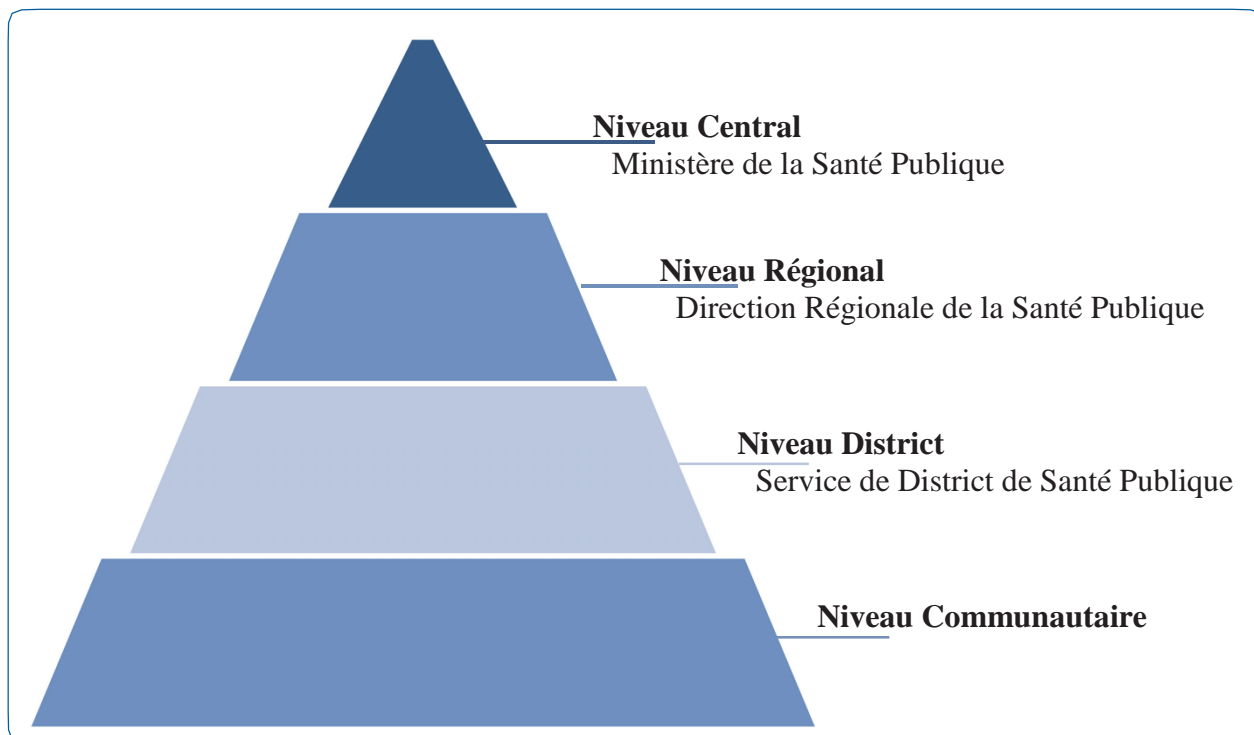 Niveau Central
Ministère de la Santé Publique
Niveau Régional
Direction Régionale de la Santé Publique
Niveau District
Service de District de Santé Publique
Niveau Communautaire